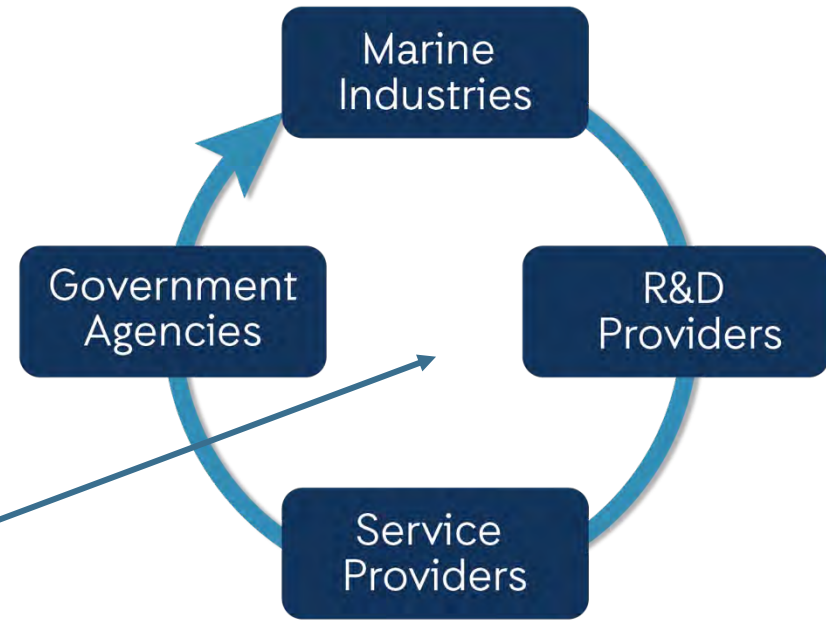 Marine
Industries
Government
Agencies
R&D
Providers
Service
Providers